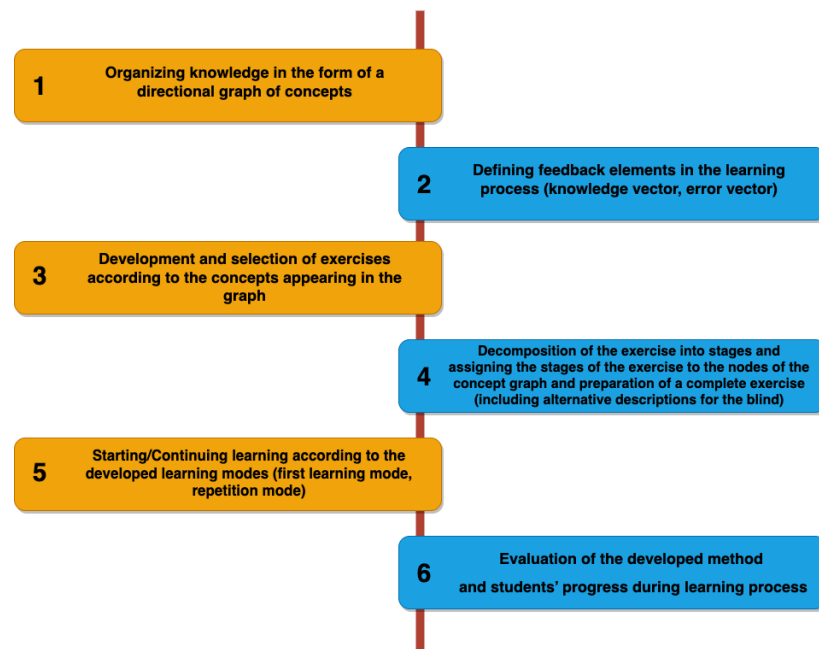 1
Organizing knowledge in the form of a
directional graph of concepts
2
Defining feedback elements in the learning
process (knowledge vector, error vector)
3
Development and selection of exercises
according to the concepts appearing in the
graph
4
Decomposition of the exercise into stages and
assigning the stages of the exercise to the nodes of the
concept graph and preparation of a complete exercise
(including alternative descriptions for the blind)
5
Starting/Continuing learning according to the
developed learning modes (first learning mode,
repetition mode)
6
Evaluation of the developed method
and students’ progress during learning process